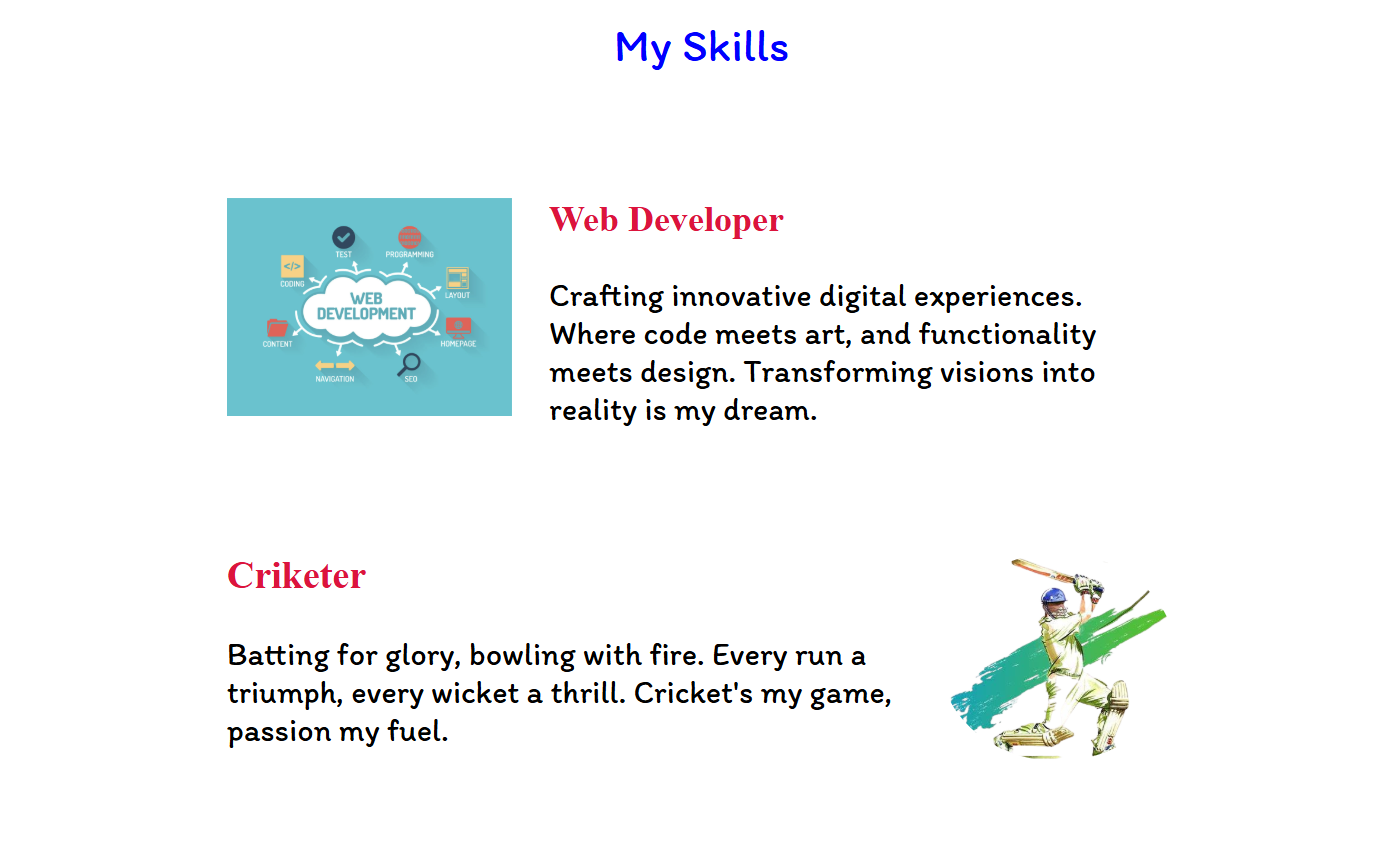 My Skills
TEST
PROGRAMMING
CODING
LAYOUT
WEB
DEVELOPMENT
CONTENT
HOMEPAGE
NAVIGATION
SEO
Web Developer
Crafting innovative digital experiences.
Where code meets art, and functionality
meets design. Transforming visions into
reality is my dream.
Criketer
Batting for glory, bowling with fire. Every run a
triumph, every wicket a thrill. Cricket's my game,
passion my fuel.